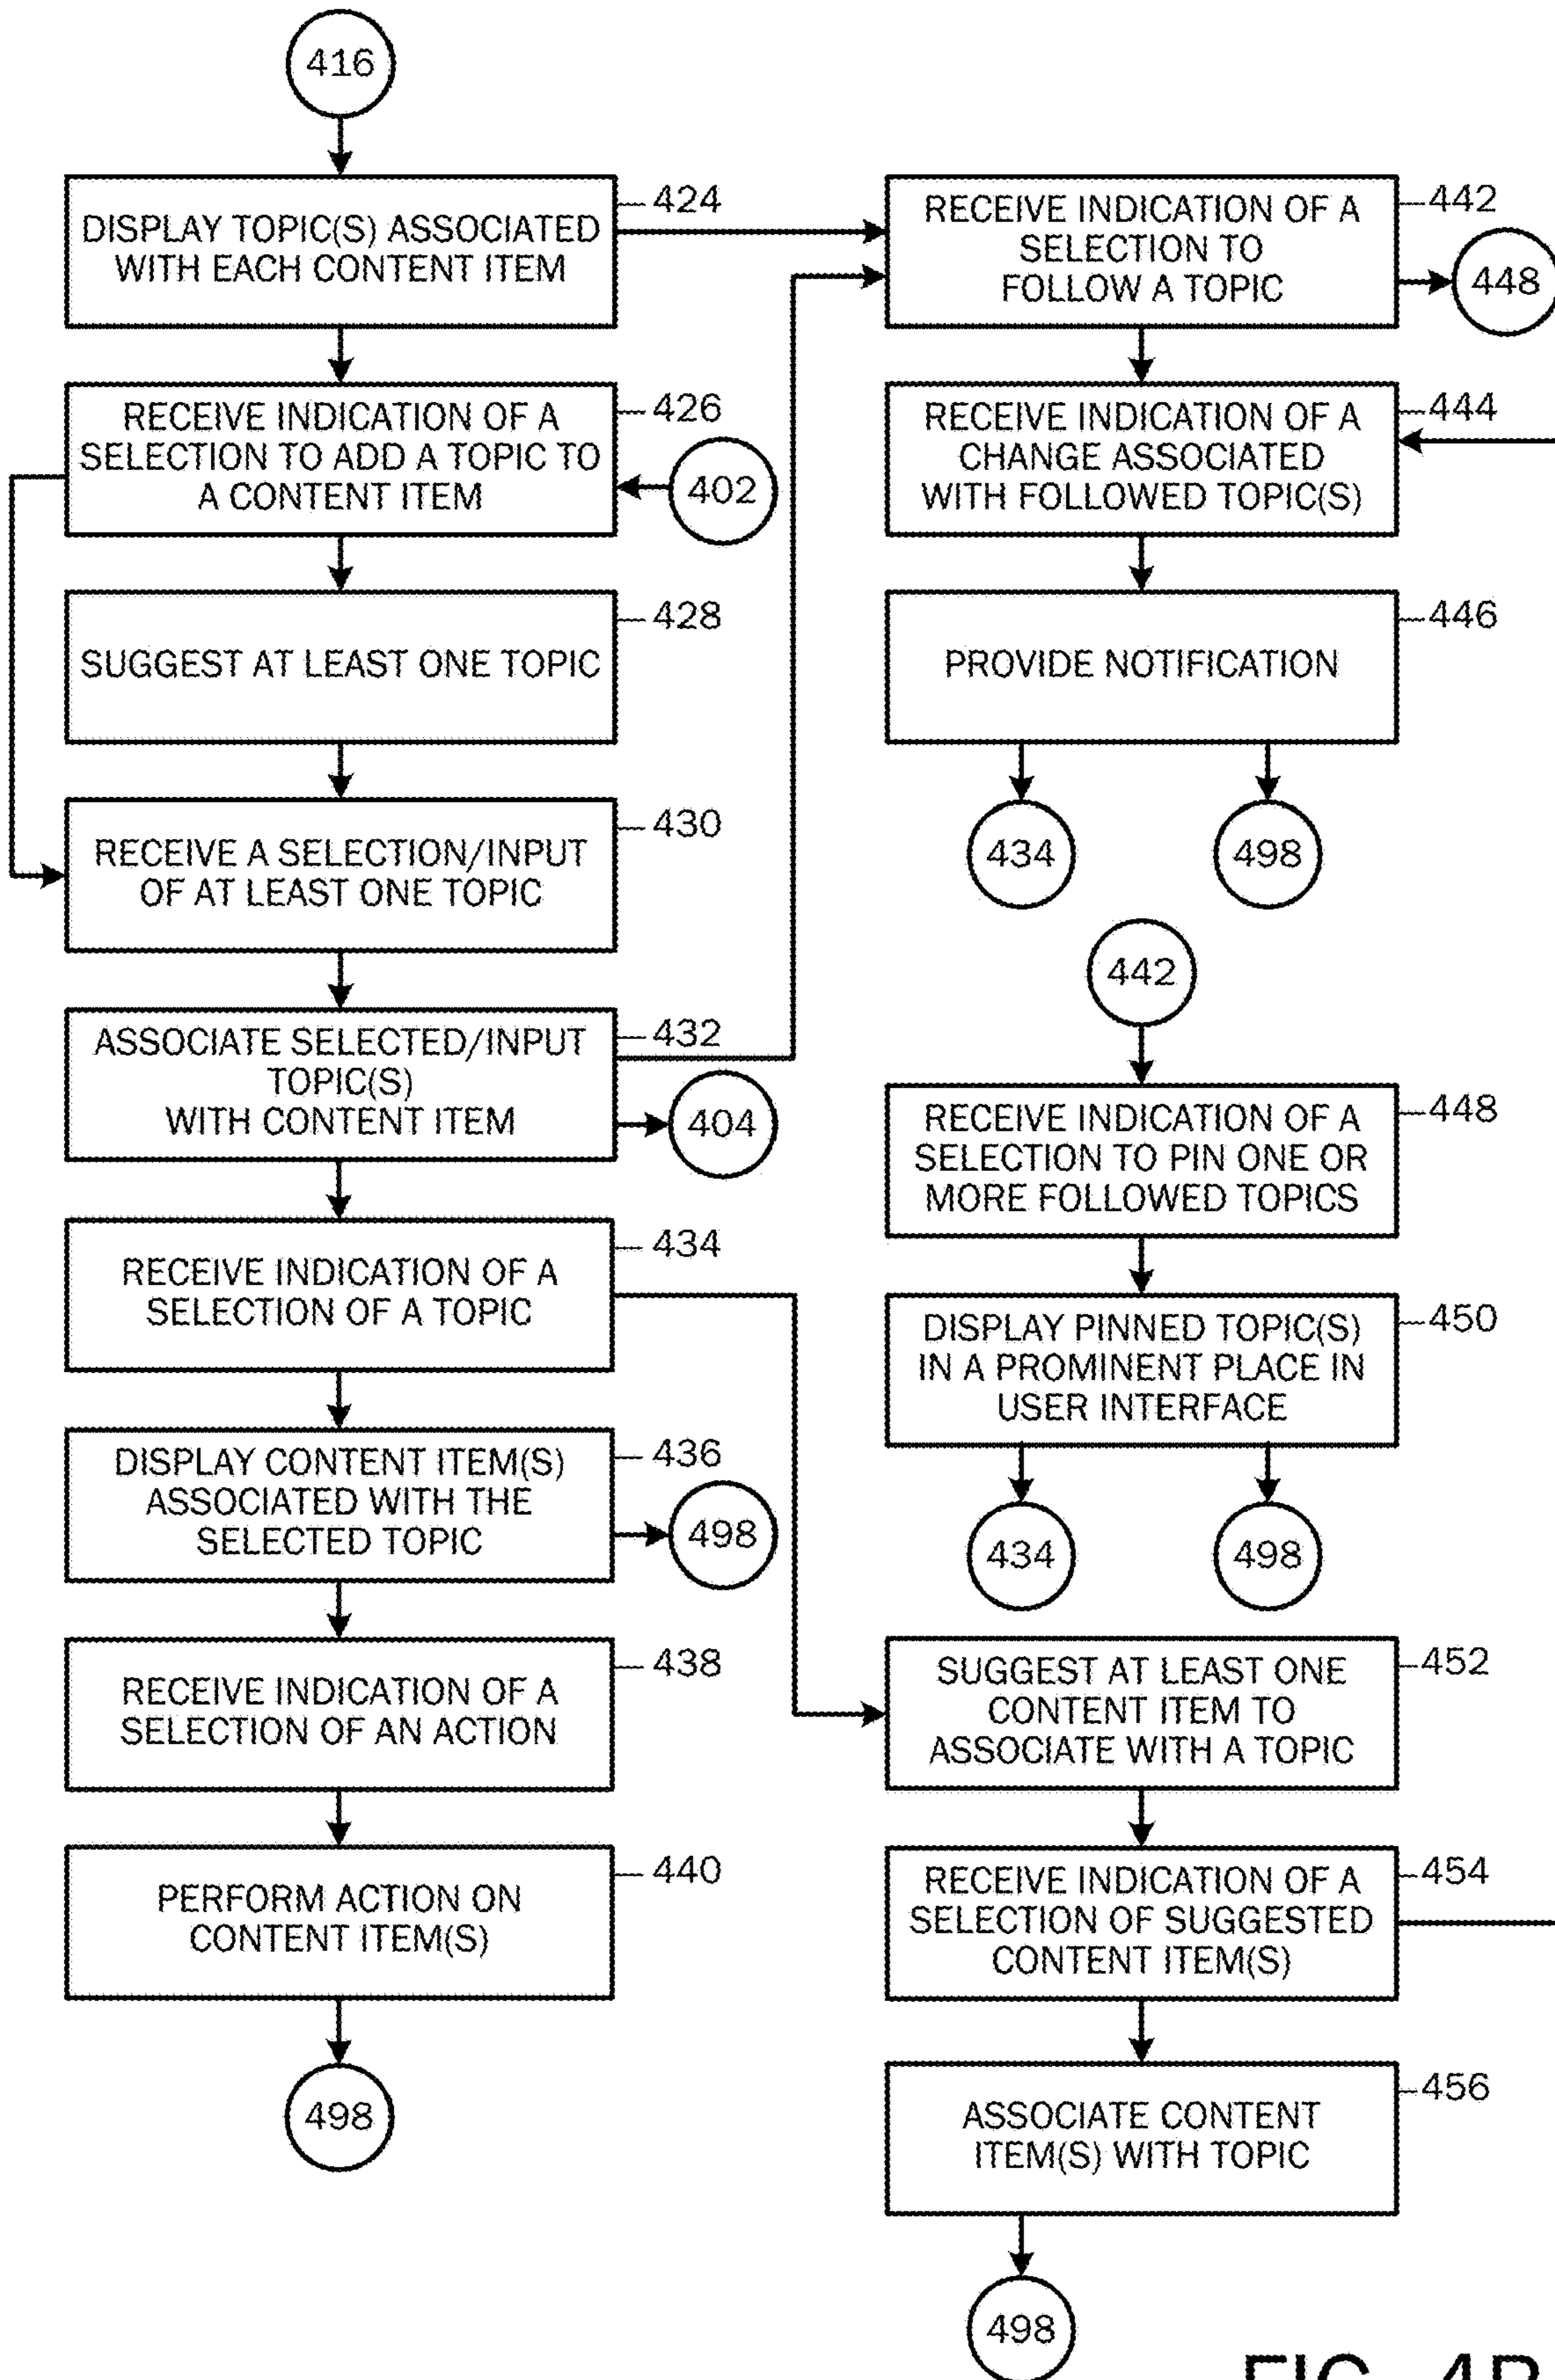 416
DISPLAY TOPIC(S) ASSOCIATED
WITH EACH CONTENT ITEM
424
RECEIVE INDICATION OF A
SELECTION TO ADD A TOPIC TO
A CONTENT ITEM
426
402
SUGGEST AT LEAST ONE TOPIC
428
RECEIVE A SELECTION/INPUT
OF AT LEAST ONE TOPIC
430
ASSOCIATE SELECTED/INPUT
TOPIC(S)
WITH CONTENT ITEM
432
404
RECEIVE INDICATION OF A
SELECTION OF A TOPIC
434
DISPLAY CONTENT ITEM(S)
ASSOCIATED WITH THE
SELECTED TOPIC
436
498
RECEIVE INDICATION OF A
SELECTION OF AN ACTION
438
PERFORM ACTION ON
CONTENT ITEM(S)
440
498
RECEIVE INDICATION OF A
SELECTION TO
FOLLOW A TOPIC
442
448
RECEIVE INDICATION OF A
CHANGE ASSOCIATED
WITH FOLLOWED TOPIC(S)
444
PROVIDE NOTIFICATION
446
434
498
442
RECEIVE INDICATION OF A
SELECTION TO PIN ONE OR
MORE FOLLOWED TOPICS
448
DISPLAY PINNED TOPIC(S)
IN A PROMINENT PLACE IN
USER INTERFACE
450
434
498
SUGGEST AT LEAST ONE
CONTENT ITEM TO
ASSOCIATE WITH A TOPIC
452
RECEIVE INDICATION OF A
SELECTION OF SUGGESTED
CONTENT ITEM(S)
454
ASSOCIATE CONTENT
ITEM(S) WITH TOPIC
456
498